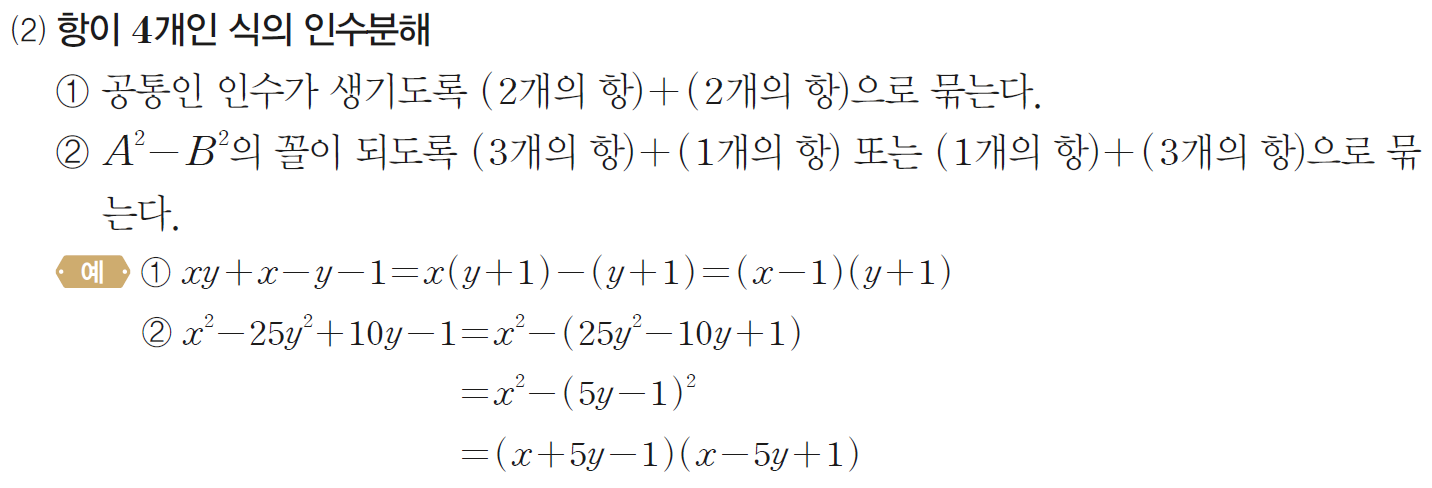 (2) 항이 4개인 식의 인수분해
① 공통인 인수가 생기도록 (2개의 항)+(2개의 항)으로 묶는다.
② A²-B²의 꼴이 되도록 (3개의 항)+(1개의 항) 또는 (1개의 항)+(3개의 항)으로 묶
는다.
예 ① xy+x-y-1=x(y+1)-(y+1)=(x-1)(y+1)
② x²-25y²+10y-1=x²-(25y²-10y+1)
=x²-(5y-1)²
=(x+5y-1)(x-5y+1)